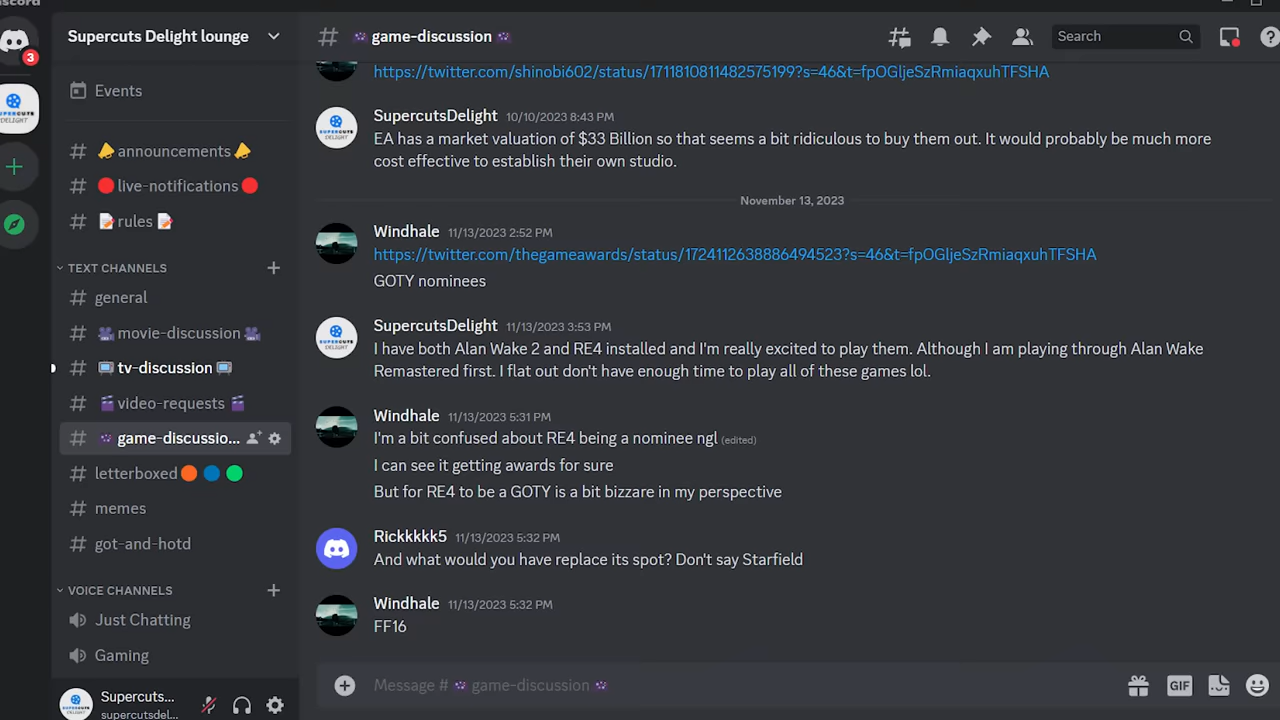 Discord
Supercuts Delight lounge
game-discussion
Search
3
Events
announcements
live-notifications
rules
TEXT CHANNELS
general
movie-discussion
tv-discussion
video-requests
game-discussio...
letterboxed
memes
got-and-hotd
VOICE CHANNELS
Just Chatting
Gaming
Supercuts...
supercutsdel...
https://twitter.com/shinobi602/status/1711810811482575199?s=46&t=fpOGljeSzRmiaqxuhTFSHA
SupercutsDelight 10/10/2023 8:43 PM
EA has a market valuation of $33 Billion so that seems a bit ridiculous to buy them out. It would probably be much more
cost effective to establish their own studio.
November 13, 2023
Windhale 11/13/2023 2:52 PM
https://twitter.com/thegameawards/status/1724112638886494523?s=46&t=fpOGljeSzRmiaqxuhTFSHA
GOTY nominees
SupercutsDelight 11/13/2023 3:53 PM
I have both Alan Wake 2 and RE4 installed and I'm really excited to play them. Although I am playing through Alan Wake
Remastered first. I flat out don't have enough time to play all of these games lol.
Windhale 11/13/2023 5:31 PM
I'm a bit confused about RE4 being a nominee ngl (edited)
I can see it getting awards for sure
But for RE4 to be a GOTY is a bit bizzare in my perspective
Rickkkkk5 11/13/2023 5:32 PM
And what would you have replace its spot? Don't say Starfield
Windhale 11/13/2023 5:32 PM
FF16
Message # game-discussion
GIF